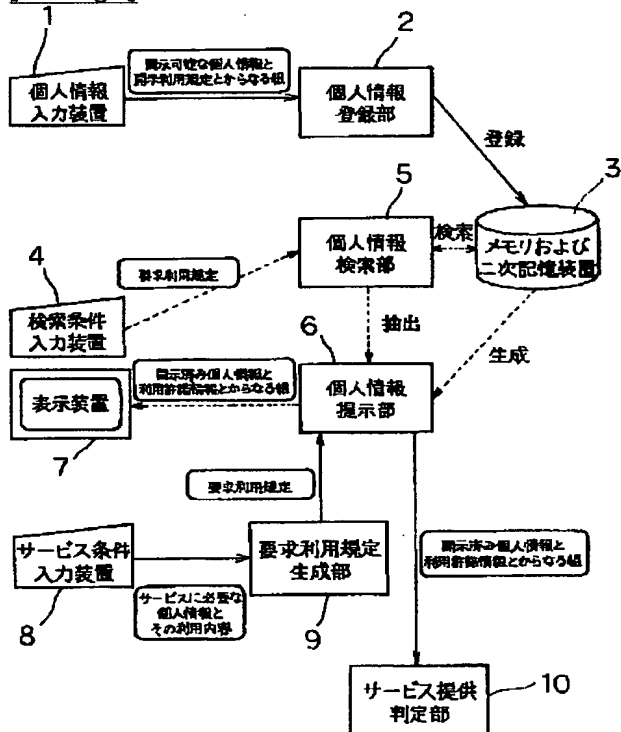 1
2
開示可能な個人情報と
開示利用規定とからなる組
個人情報
入力装置
個人情報
登録部
登録
3
5
メモリおよび
二次記憶装置
個人情報
検索部
検索
4
要求利用規定
検索条件
入力装置
抽出
生成
6
開示済み個人情報と
利用許諾情報とからなる組
個人情報
提示部
表示装置
7
要求利用規定
サービス条件
入力装置
8
要求利用規定
生成部
9
サービスに必要な
個人情報と
その利用内容
開示済み個人情報と
利用許諾情報とからなる組
サービス提供
判定部
10